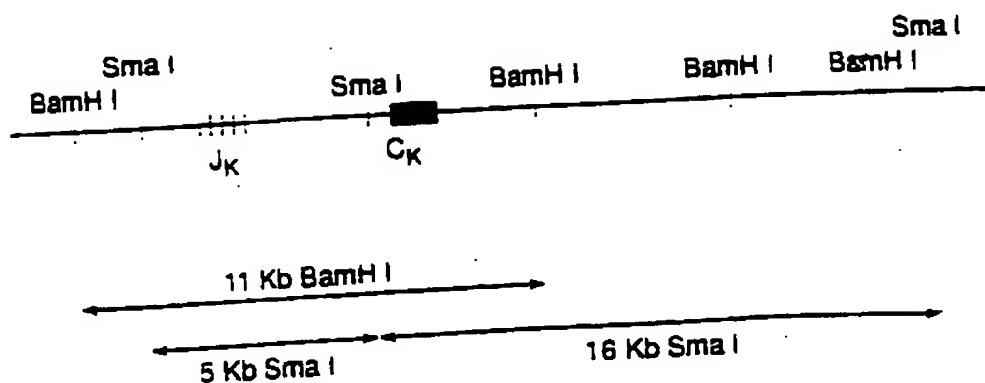 Sma I
Sma I
BamH I
Sma I
BamH I
BamH I
BamH I
JK
CK
11 Kb BamH I
5 Kb Sma I
16 Kb Sma I